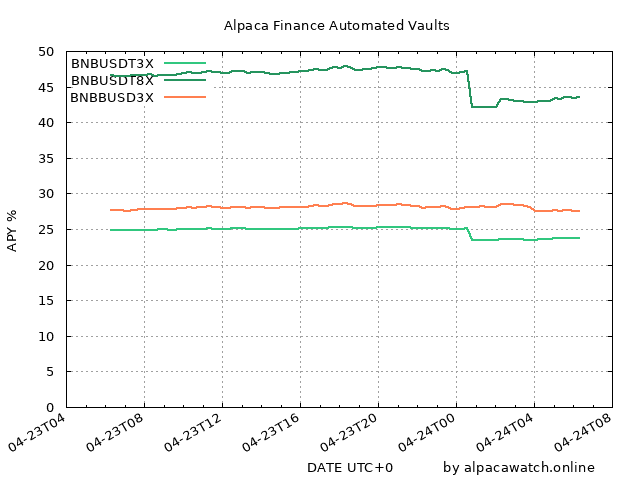 Alpaca Finance Automated Vaults
BNBUSDT3X
BNBUSDT8X
BNBBUSD3X
APY %
50
45
40
35
30
25
20
15
10
5
0
04-23T04
04-23T08
04-23T12
04-23T16
04-23T20
04-24T00
04-24T04
04-24T08
DATE UTC+0
by alpacawatch.online